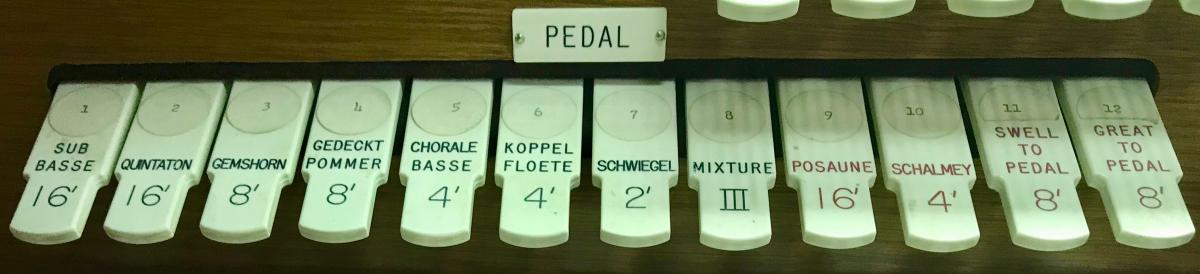 PEDAL
1
SUB
BASSE
16'
2
QUINTATON
16'
3
GEMSHORN
8'
4
GEDECKT
POMMER
8'
5
CHORALE
BASSE
4'
6
KOPPEL
FLOETE
4'
7
SCHWIEGEL
2'
8
MIXTURE
III
9
POSAUNE
16'
10
SCHALMEY
4'
11
SWELL
TO
PEDAL
8'
12
GREAT
TO
PEDAL
8'